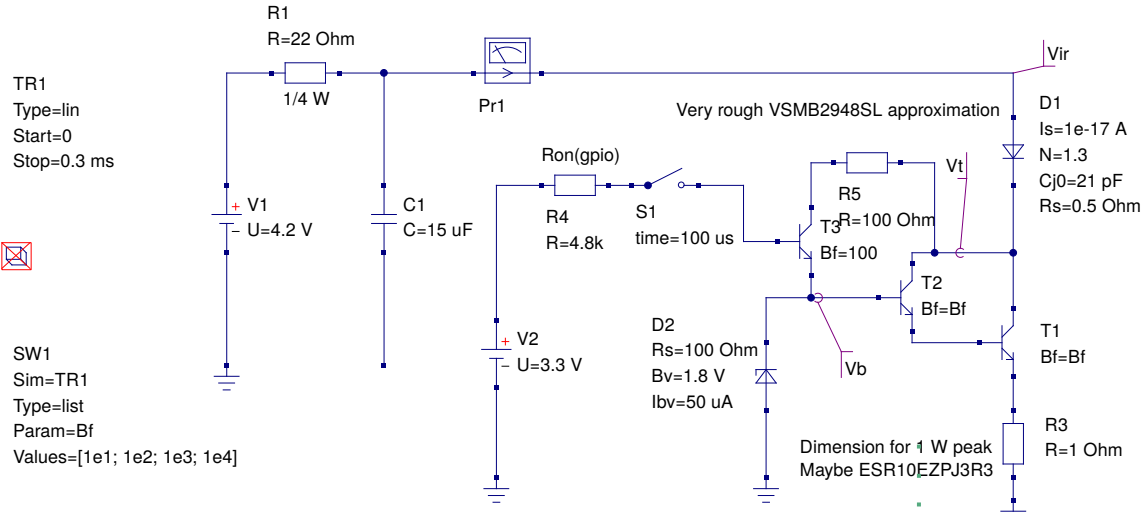 R1
R=22 Ohm
1/4 W
Pr1
Vir
TR1
Type=lin
Start=0
Stop=0.3 ms
Very rough VSMB2948SL approximation
D1
Is=1e-17 A
N=1.3
Cj0=21 pF
Rs=0.5 Ohm
Ron(gpio)
R4
R=4.8k
S1
time=100 us
R5
R=100 Ohm
Vt
V1
+
U=4.2 V
–
C1
C=15 uF
T3
Bf=100
T2
Bf=Bf
T1
Bf=Bf
D2
Rs=100 Ohm
Bv=1.8 V
Ibv=50 uA
Vb
V2
+
U=3.3 V
–
SW1
Sim=TR1
Type=list
Param=Bf
Values=[1e1; 1e2; 1e3; 1e4]
R3
R=1 Ohm
Dimension for 1 W peak
Maybe ESR10EZPJ3R3